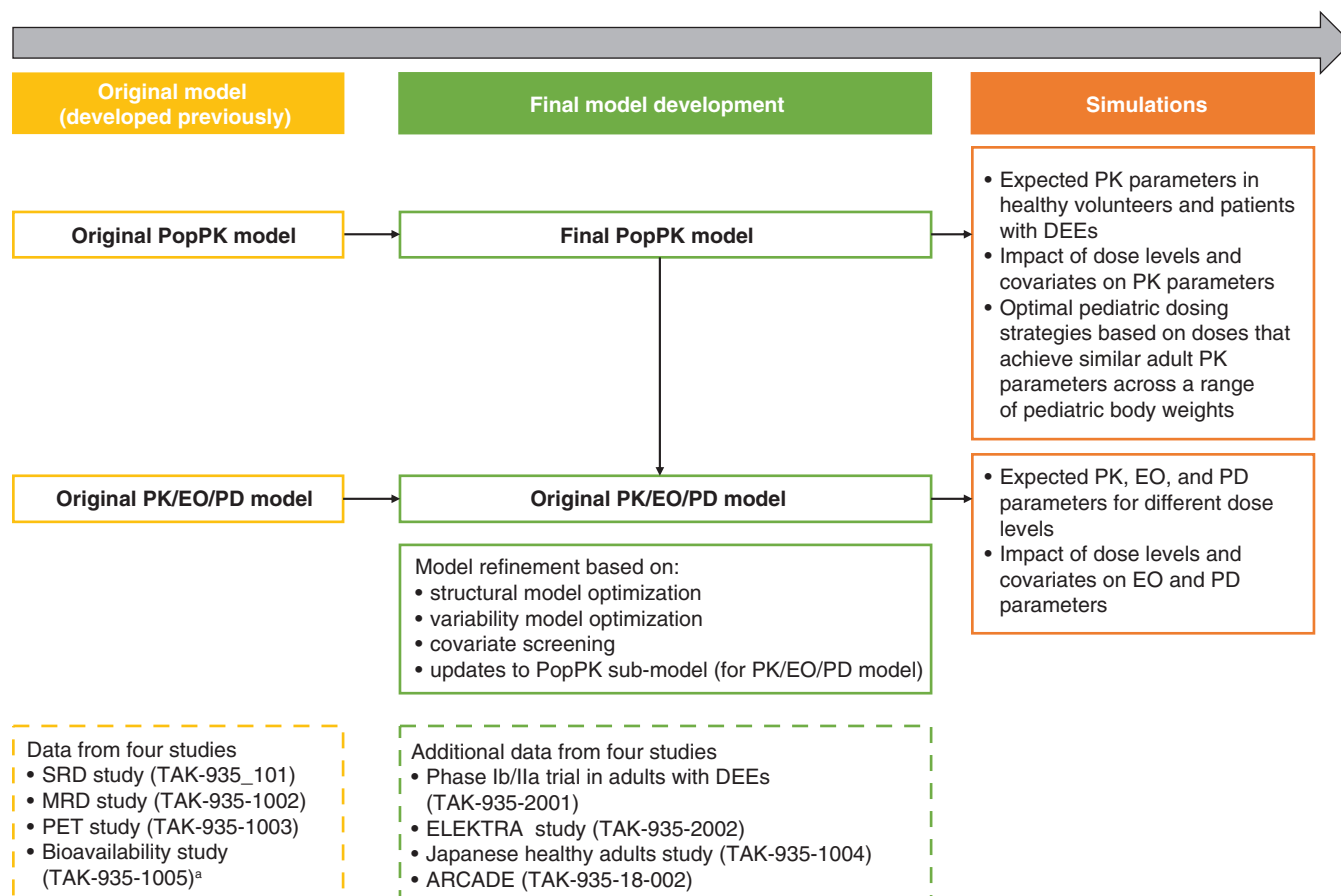 Original model
(developed previously)
Final model development
Simulations
Original PopPK model
Final PopPK model
• Expected PK parameters in
healthy volunteers and patients
with DEEs
• Impact of dose levels and
covariates on PK parameters
• Optimal pediatric dosing
strategies based on doses that
achieve similar adult PK
parameters across a range
of pediatric body weights
Original PK/EO/PD model
Original PK/EO/PD model
• Expected PK, EO, and PD
parameters for different dose
levels
• Impact of dose levels and
covariates on EO and PD
parameters
Model refinement based on:
• structural model optimization
• variability model optimization
• covariate screening
• updates to PopPK sub-model (for PK/EO/PD model)
Data from four studies
• SRD study (TAK-935_101)
• MRD study (TAK-935-1002)
• PET study (TAK-935-1003)
• Bioavailability study
(TAK-935-1005)ᵃ
Additional data from four studies
• Phase Ib/IIa trial in adults with DEEs
(TAK-935-2001)
• ELEKTRA study (TAK-935-2002)
• Japanese healthy adults study (TAK-935-1004)
• ARCADE (TAK-935-18-002)